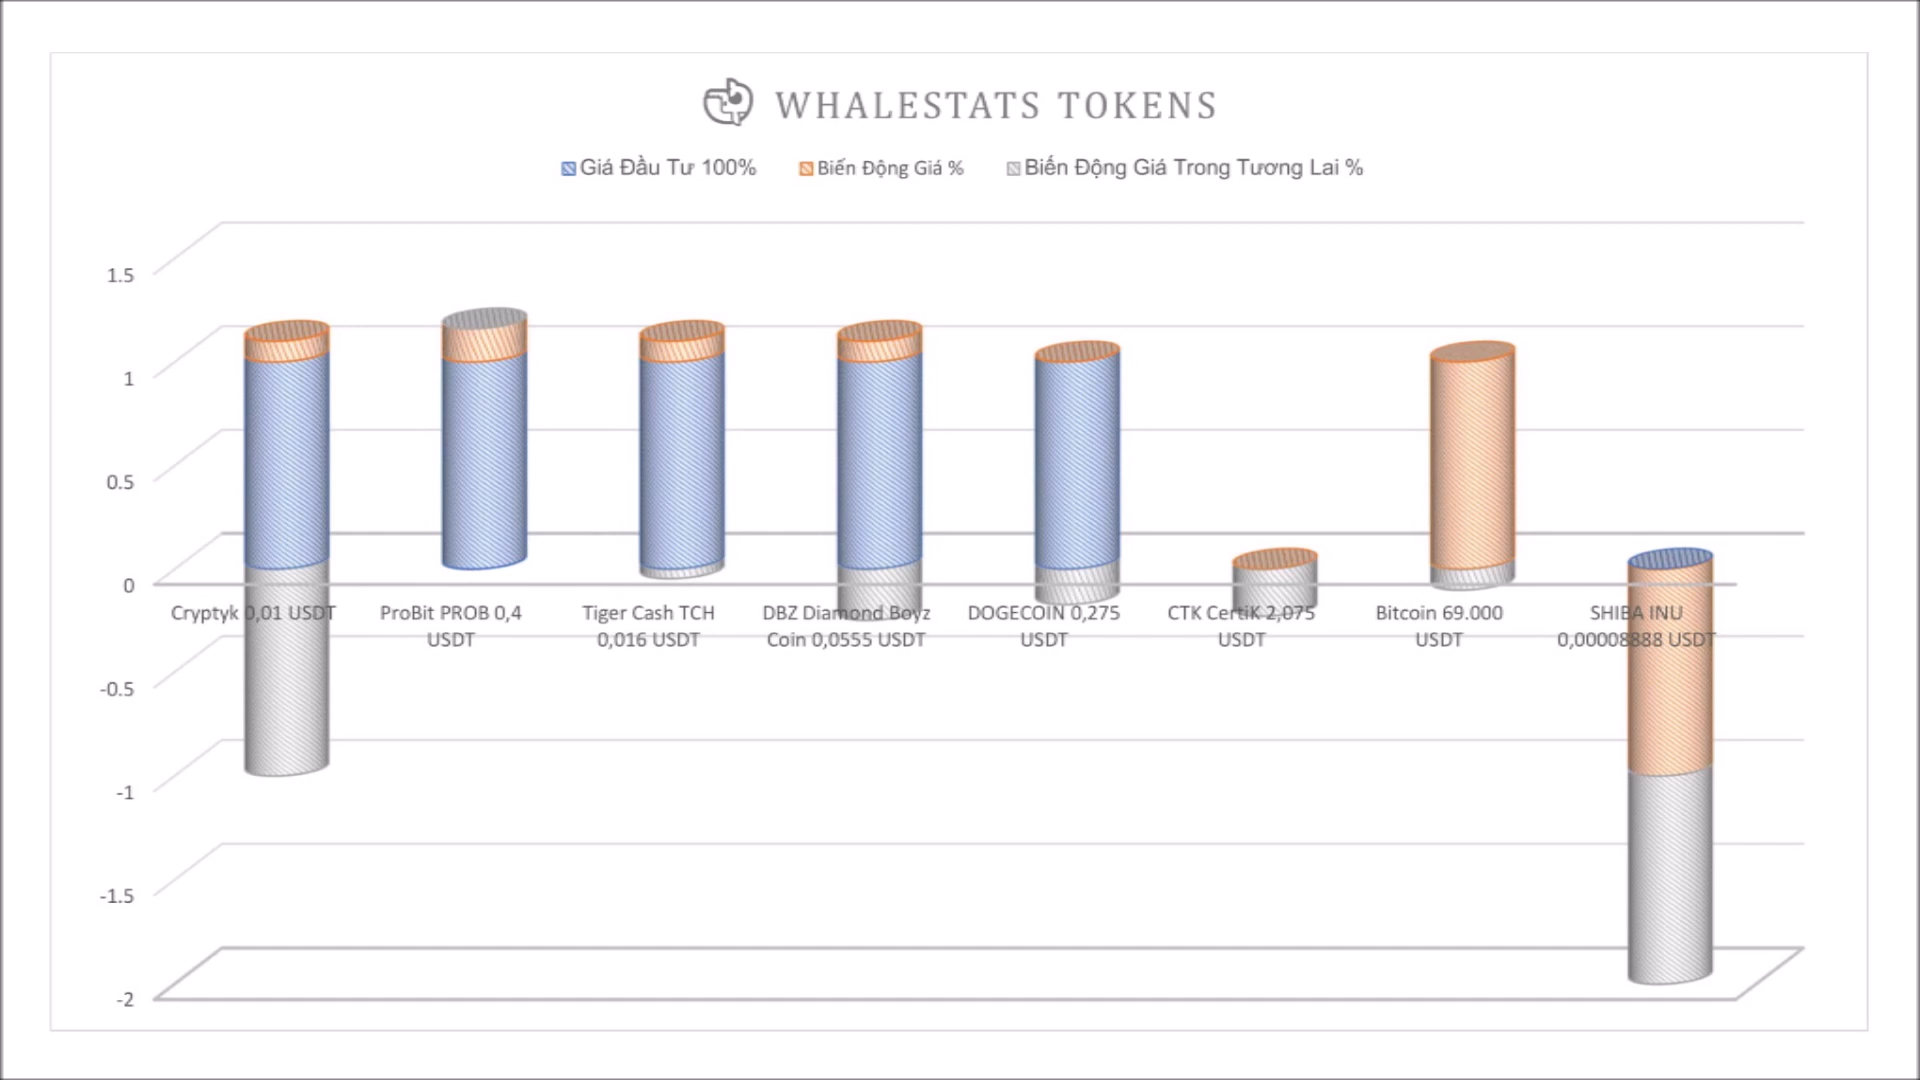 WHALESTATS TOKENS
Giá Đầu Tư 100% Biến Động Giá % Biến Động Giá Trong Tương Lai %
1.5
1
0.5
0
-0.5
-1
-1.5
-2
Cryptyk 0,01 USDT
ProBit PROB 0,4
USDT
Tiger Cash TCH
0,016 USDT
DBZ Diamond Boyz
Coin 0,0555 USDT
DOGECOIN 0,275
USDT
CTK CertiK 2,075
USDT
Bitcoin 69.000
USDT
SHIBA INU
0,00008888 USDT